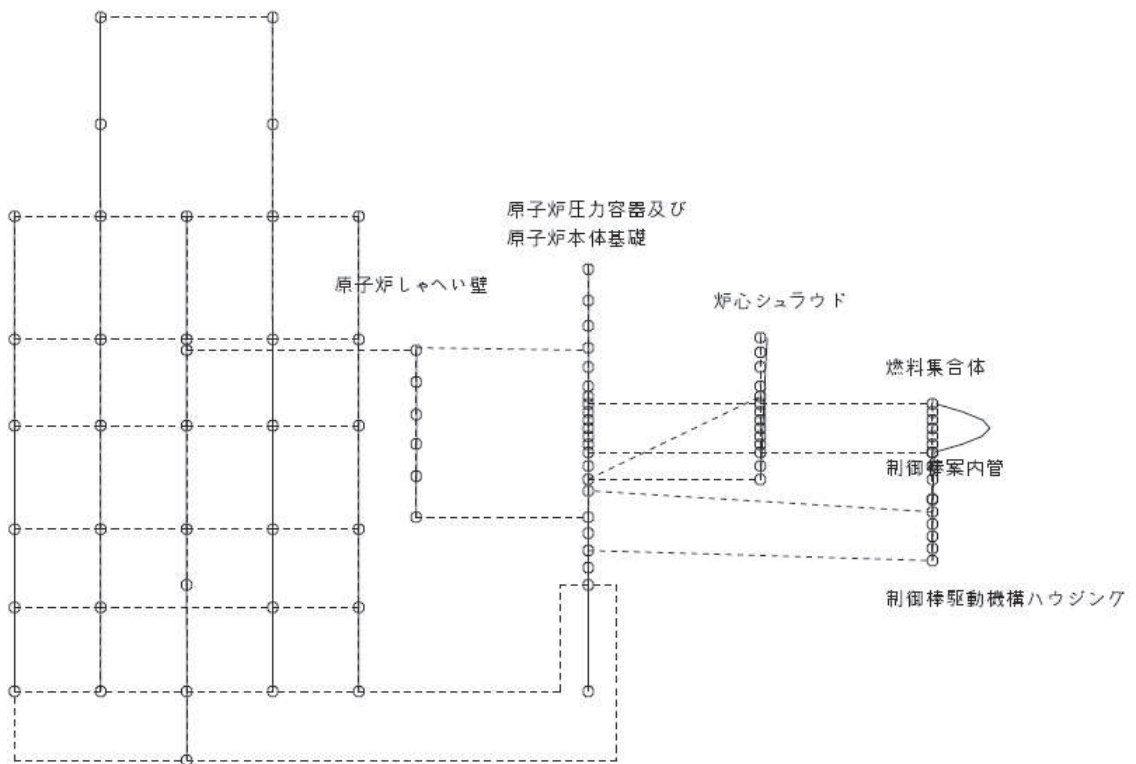 原子炉圧力容器及び
原子炉本体基礎
原子炉しゃへい壁
炉心シュラウド
燃料集合体
制御棒案内管
制御棒駆動機構ハウジング